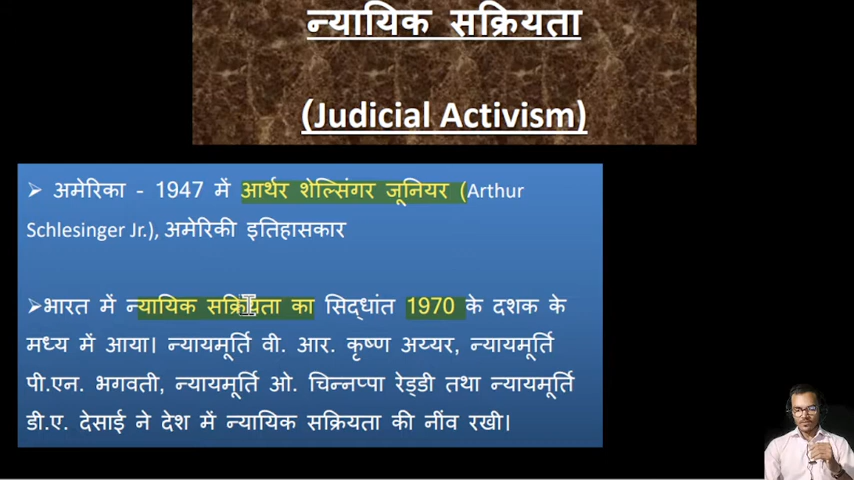 न्यायिक सक्रियता
(Judicial Activism)
➢ अमेरिका - 1947 में आर्थर शेल्सिंगर जूनियर (Arthur
Schlesinger Jr.), अमेरिकी इतिहासकार
➢भारत में न्यायिक सक्रियता का सिद्धांत 1970 के दशक के
मध्य में आया। न्यायमूर्ति वी. आर. कृष्ण अय्यर, न्यायमूर्ति
पी.एन. भगवती, न्यायमूर्ति ओ. चिन्नप्पा रेड्डी तथा न्यायमूर्ति
डी.ए. देसाई ने देश में न्यायिक सक्रियता की नींव रखी।